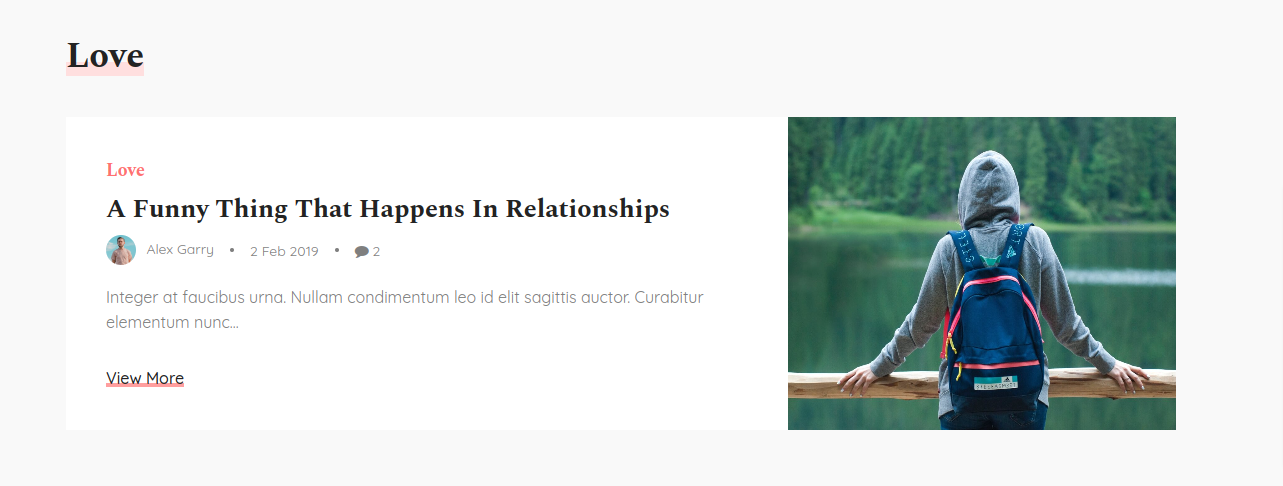 Love
Love
A Funny Thing That Happens In Relationships
Alex Garry • 2 Feb 2019 • 2
Integer at faucibus urna. Nullam condimentum leo id elit sagittis auctor. Curabitur
elementum nunc...
View More